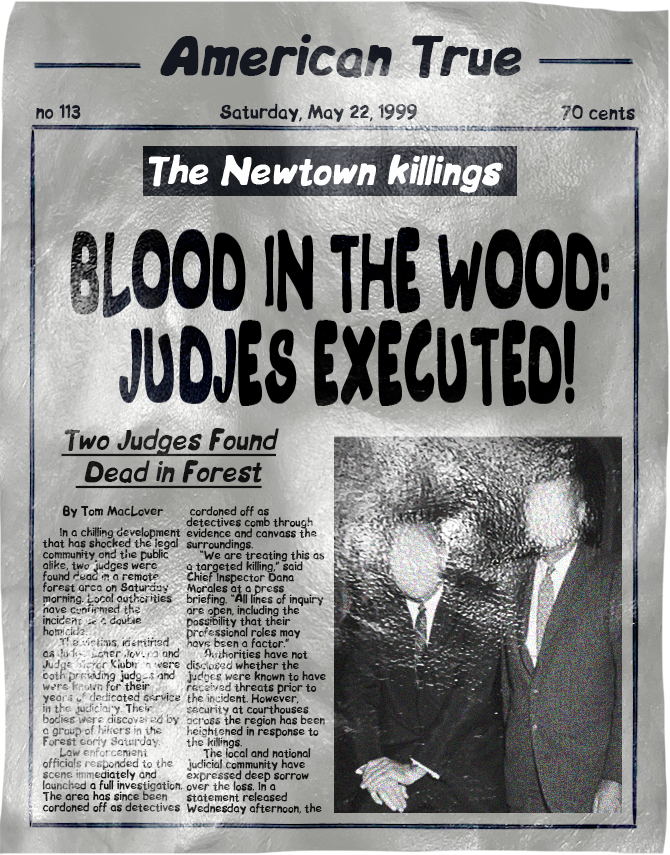 American True
no 113
Saturday, May 22, 1999
70 cents
The Newtown killings
BLOOD IN THE WOOD:
JUDJES EXECUTED!
Two Judges Found
Dead in Forest
By Tom MacLover
In a chilling development
that has shocked the legal
community and the public
alike, two judges were
found dead in a remote
forest area on Saturday
morning. Local authorities
have confirmed the
incident as a double
homicide.
The victims, identified
as
Judge were
both presiding judges and
were known for their
years of dedicated service
in the judiciary. Their
bodies were discovered by
a group of hikers in the
Forest early Saturday.
Law enforcement
officials responded to the
scene immediately and
launched a full investigation.
The area has since been
cordoned off as detectives
cordoned off as
detectives comb through
evidence and canvass the
surroundings.
"We are treating this as
a targeted killing," said
Chief Inspector Dana
Morales at a press
briefing. "All lines of inquiry
are open, including the
possibility that their
professional roles may
have been a factor."
Authorities have not
disclosed whether the
judges were known to have
received threats prior to
the incident. However,
security at courthouses
across the region has been
heightened in response to
the killings.
The local and national
judicial community have
expressed deep sorrow
over the loss. In a
statement released
Wednesday afternoon, the